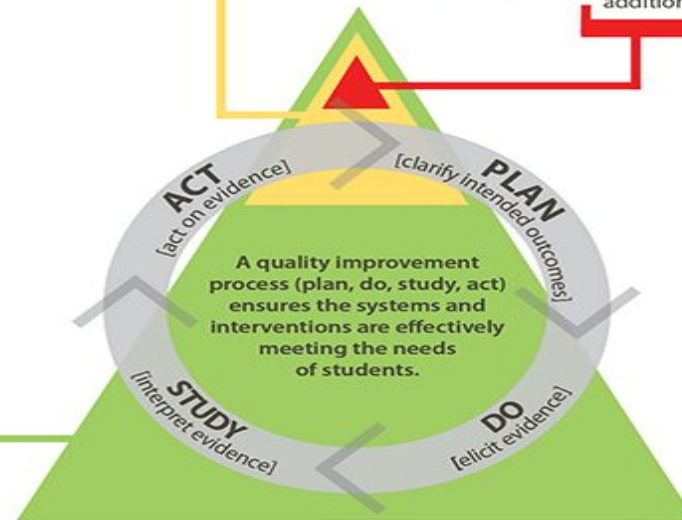 addition
ACT
[act on evidence]
PLAN
[clarify intended outcomes]
A quality improvement
process (plan, do, study, act)
ensures the systems and
interventions are effectively
meeting the needs
of students.
STUDY
[interpret evidence]
DO
[elicit evidence]